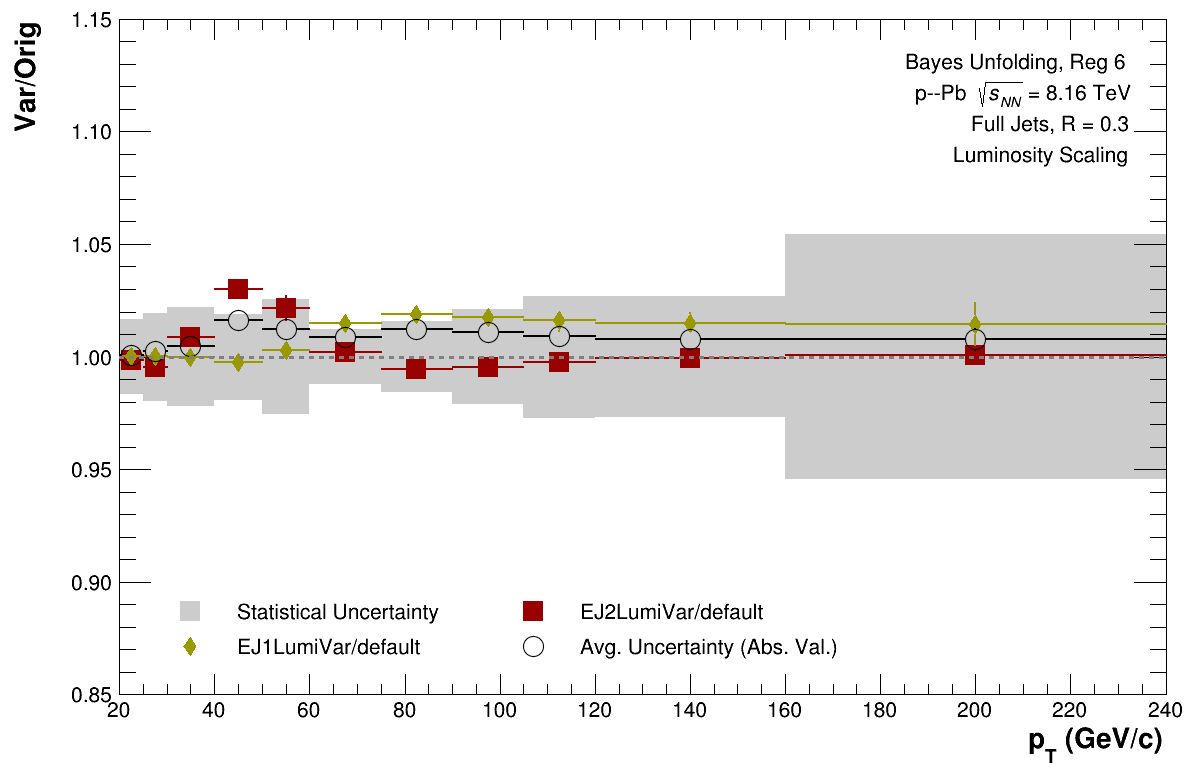 Var/Orig
1.15
1.10
1.05
1.00
0.95
0.90
0.85
Bayes Unfolding, Reg 6
p--Pb √sNN = 8.16 TeV
Full Jets, R = 0.3
Luminosity Scaling
Statistical Uncertainty
EJ2LumiVar/default
EJ1LumiVar/default
Avg. Uncertainty (Abs. Val.)
20 40 60 80 100 120 140 160 180 200 220 240
pT (GeV/c)